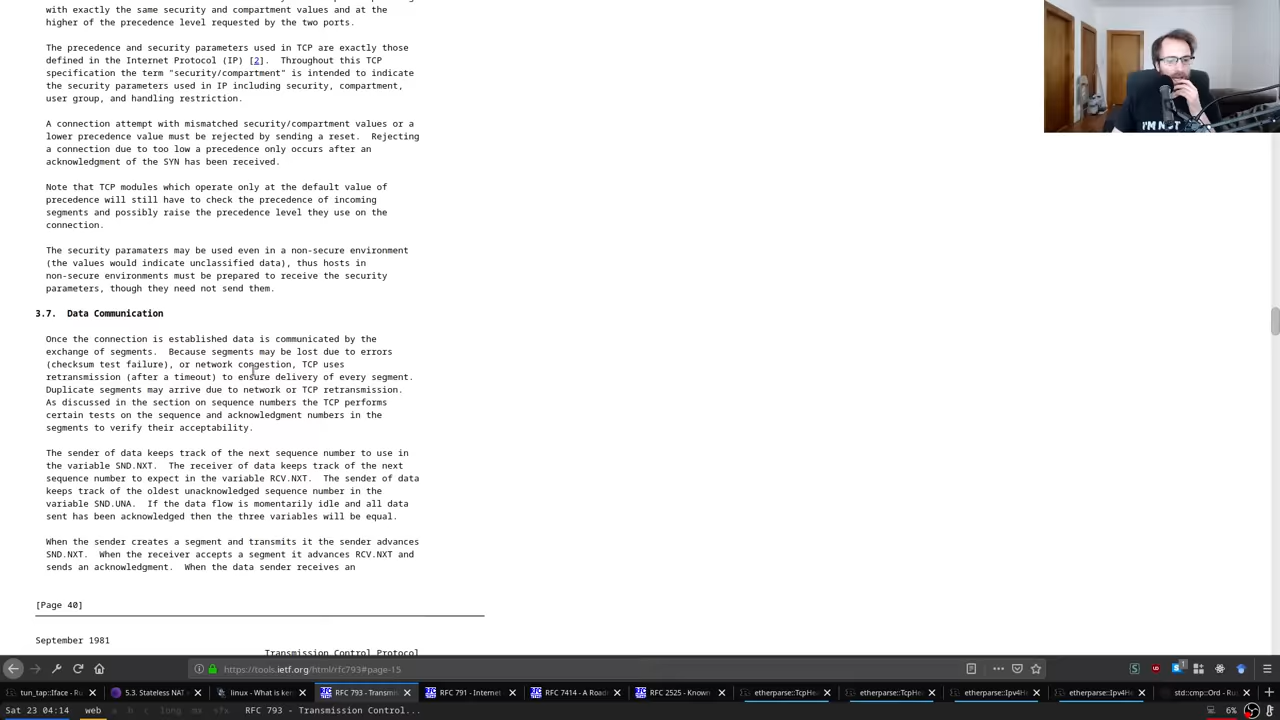 with exactly the same security and compartment values and at the
higher of the precedence level requested by the two ports.
The precedence and security parameters used in TCP are exactly those
defined in the Internet Protocol (IP) [2].  Throughout this TCP
specification the term "security/compartment" is intended to indicate
the security parameters used in IP including security, compartment,
user group, and handling restriction.
A connection attempt with mismatched security/compartment values or a
lower precedence value must be rejected by sending a reset.  Rejecting
a connection due to too low a precedence only occurs after an
acknowledgment of the SYN has been received.
Note that TCP modules which operate only at the default value of
precedence will still have to check the precedence of incoming
segments and possibly raise the precedence level they use on the
connection.
The security paramaters may be used even in a non-secure environment
(the values would indicate unclassified data), thus hosts in
non-secure environments must be prepared to receive the security
parameters, though they need not send them.
3.7.  Data Communication
Once the connection is established data is communicated by the
exchange of segments.  Because segments may be lost due to errors
(checksum test failure), or network congestion, TCP uses
retransmission (after a timeout) to ensure delivery of every segment.
Duplicate segments may arrive due to network or TCP retransmission.
As discussed in the section on sequence numbers the TCP performs
certain tests on the sequence and acknowledgment numbers in the
segments to verify their acceptability.
The sender of data keeps track of the next sequence number to use in
the variable SND.NXT.  The receiver of data keeps track of the next
sequence number to expect in the variable RCV.NXT.  The sender of data
keeps track of the oldest unacknowledged sequence number in the
variable SND.UNA.  If the data flow is momentarily idle and all data
sent has been acknowledged then the three variables will be equal.
When the sender creates a segment and transmits it the sender advances
SND.NXT.  When the receiver accepts a segment it advances RCV.NXT and
sends an acknowledgment.  When the data sender receives an
[Page 40]
September 1981
Transmission Control Protocol
I'M NOT
https://tools.ietf.org/html/rfc793#page-15
tun_tap::Iface - Ru
5.3. Stateless NAT
linux - What is ker
RFC 793 - Transmi
RFC 791 - Internet
RFC 7414 - A Roadm
RFC 2525 - Known
etherparse::TcpHea
etherparse::TcpHe
etherparse::Ipv4H
etherparse::Ipv4He
std::cmp::Ord - Ru
Sat 23 04:14
web
long
RFC 793 - Transmission Control...
6%